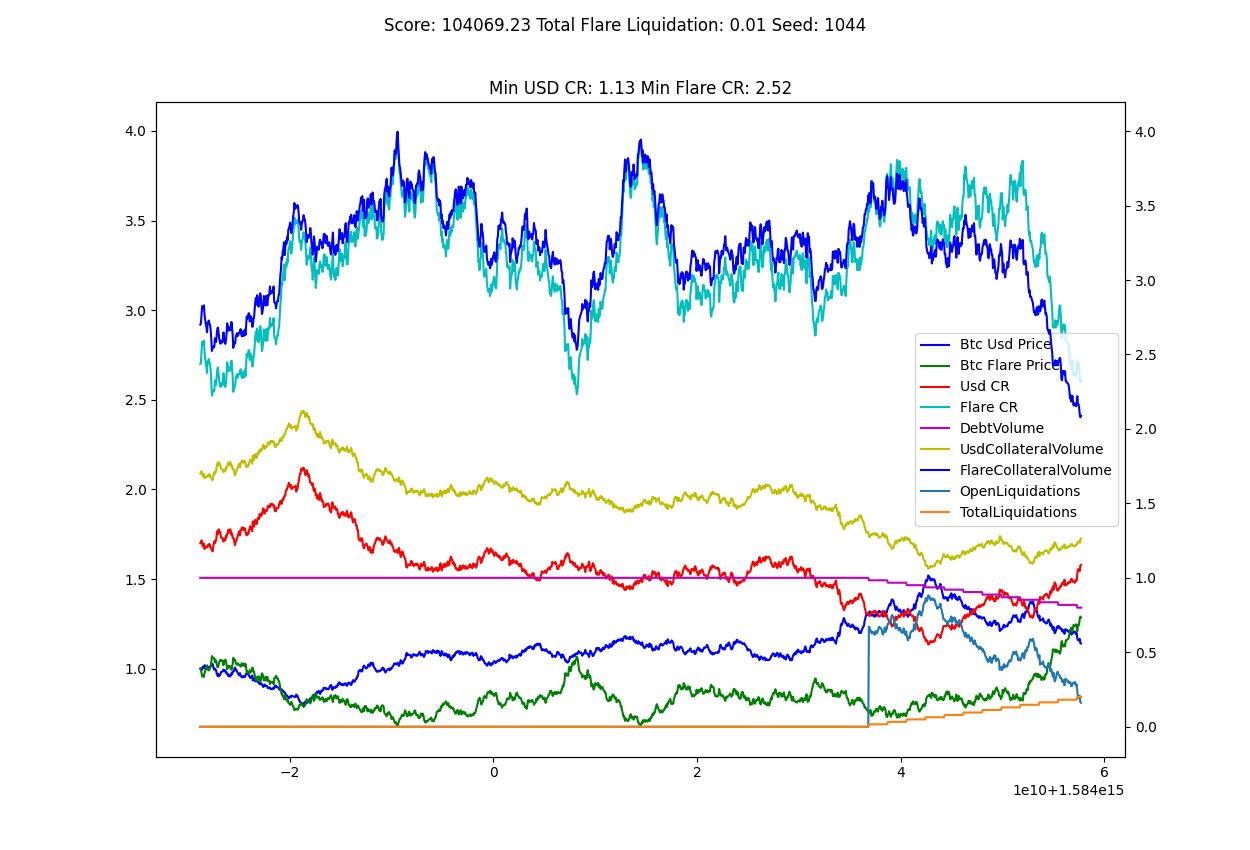 Score: 104069.23 Total Flare Liquidation: 0.01 Seed: 1044
Min USD CR: 1.13 Min Flare CR: 2.52
4.0
3.5
3.0
2.5
2.0
1.5
1.0
4.0
3.5
3.0
2.5
2.0
1.5
1.0
0.5
0.0
Btc Usd Price
Btc Flare Price
Usd CR
Flare CR
DebtVolume
UsdCollateralVolume
FlareCollateralVolume
OpenLiquidations
TotalLiquidations
−2 0 2 4 6
1e10+1.584e15